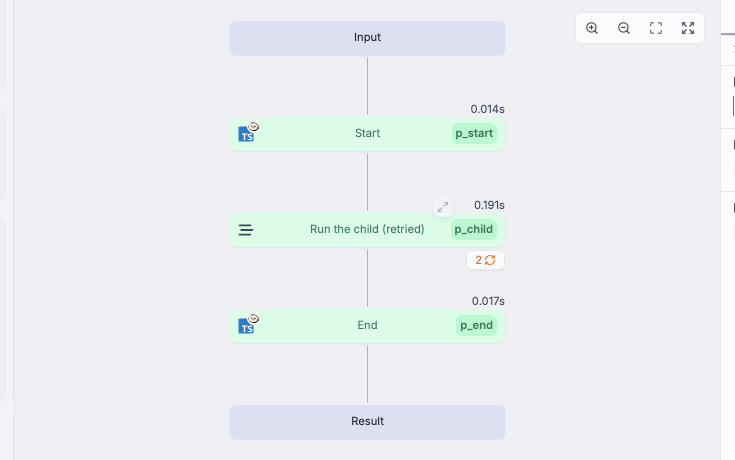 Input
0.014s
TS Start p_start
0.191s
Run the child (retried) p_child
2
0.017s
TS End p_end
Result